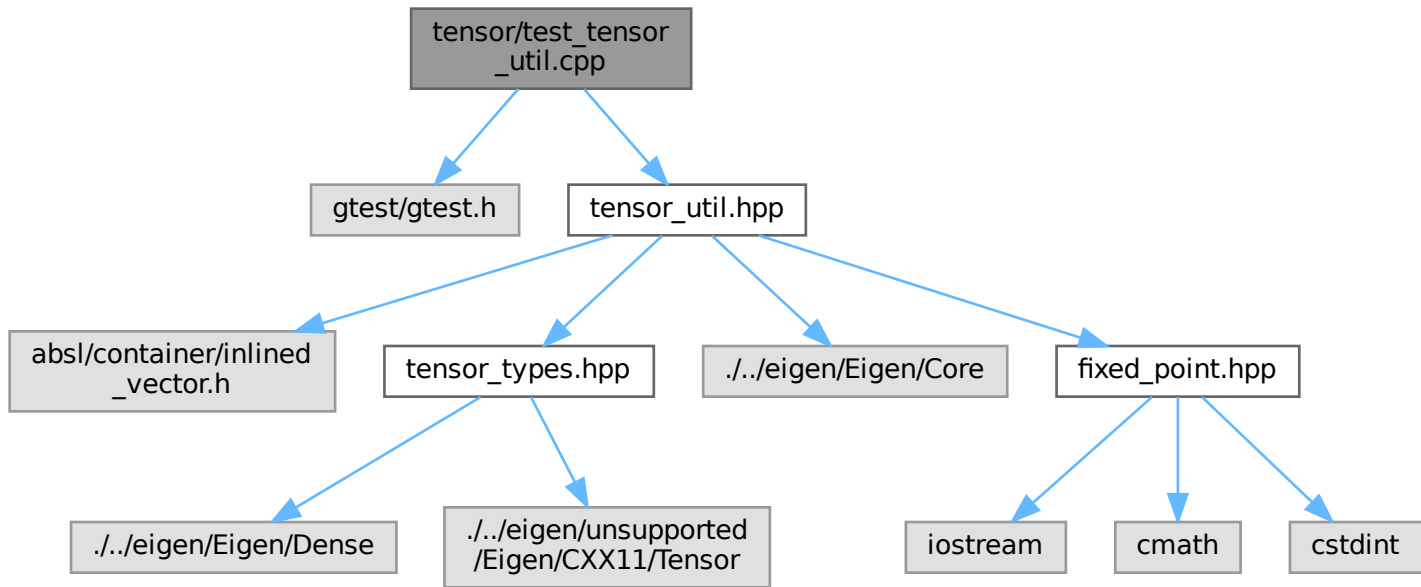 tensor/test_tensor
_util.cpp
gtest/gtest.h
tensor_util.hpp
absl/container/inlined
_vector.h
tensor_types.hpp
./../eigen/Eigen/Core
fixed_point.hpp
./../eigen/Eigen/Dense
./../eigen/unsupported
/Eigen/CXX11/Tensor
iostream
cmath
cstdint